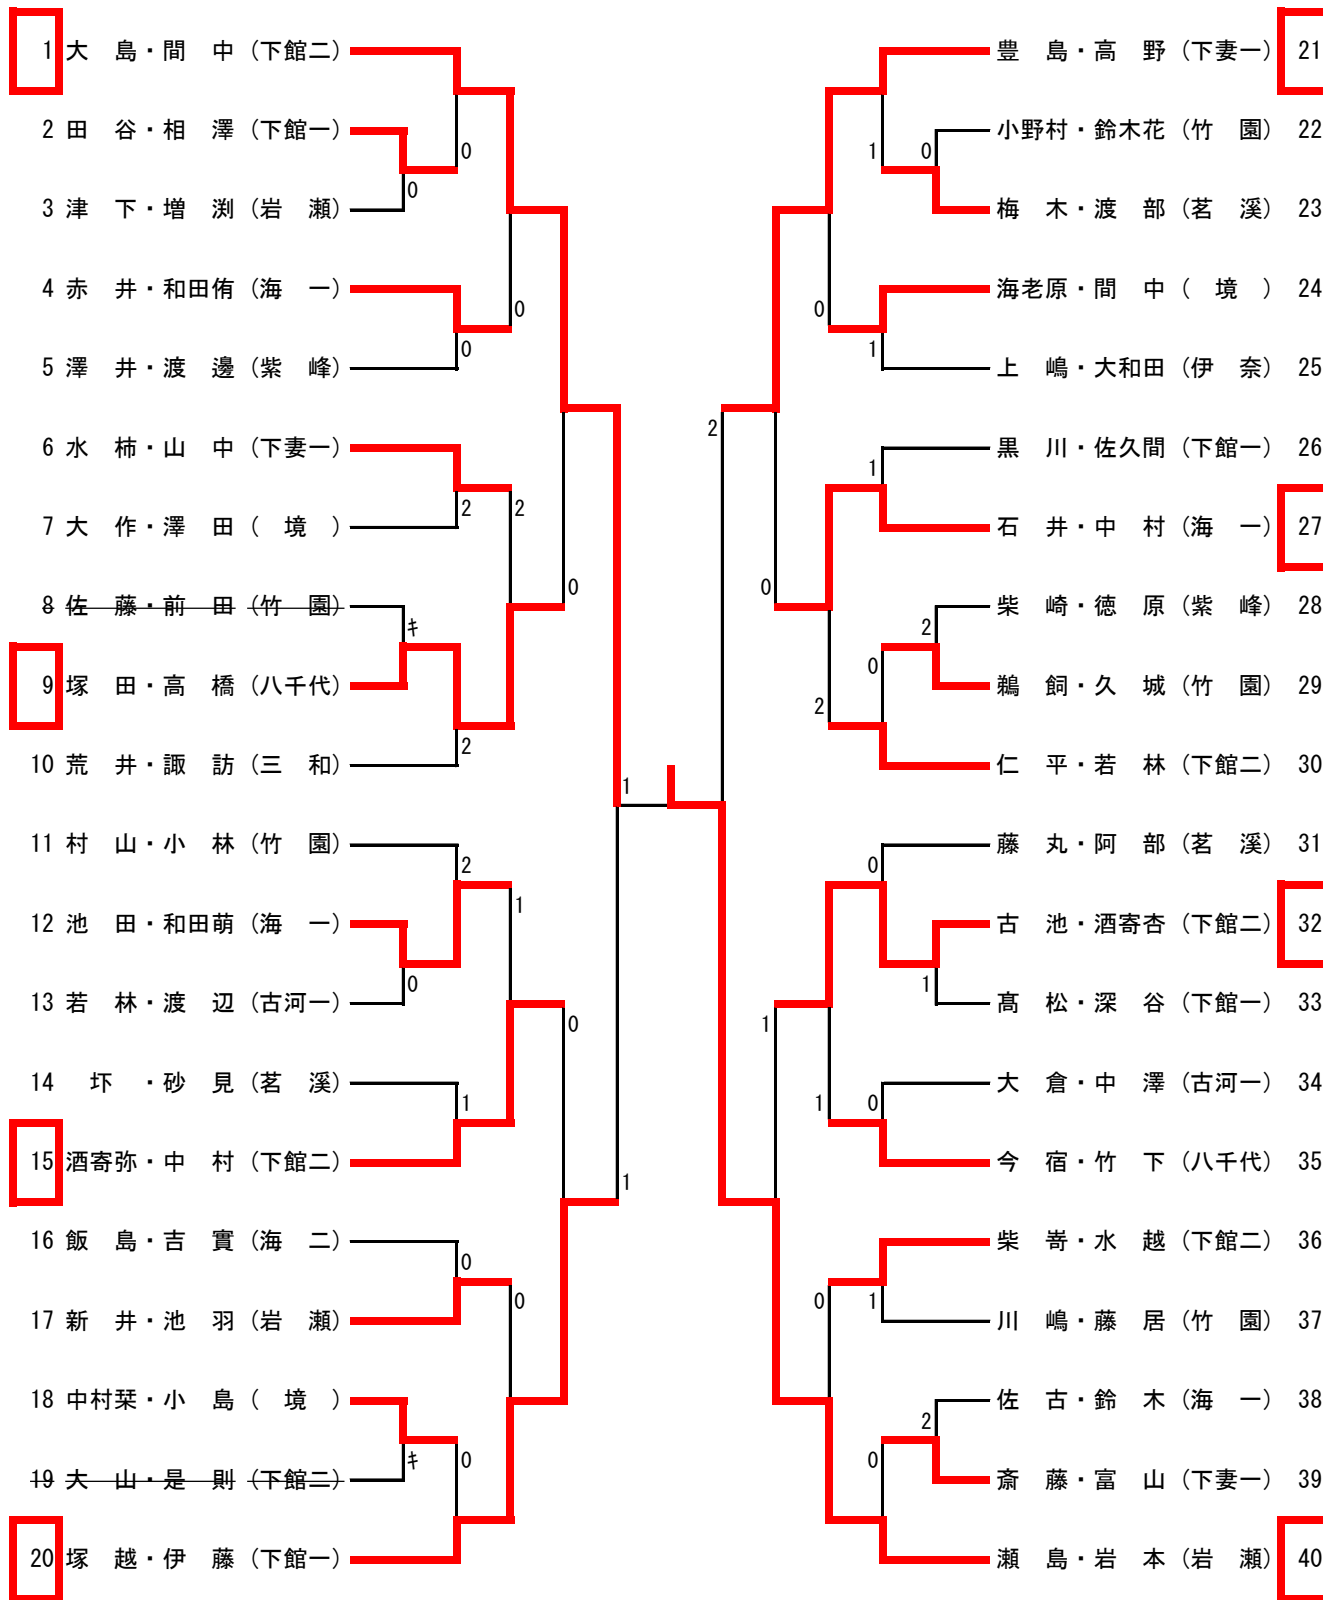 1 大　島・間　中（下館二）
2 田　谷・相　澤（下館一）
0
0
3 津　下・増　渕（岩　瀬）
4 赤　井・和田侑（海　一）
0
0
5 澤　井・渡　邊（紫　峰）
6 水　柿・山　中（下妻一）
2
2
7 大　作・澤　田（　境　）
0
8 佐　藤・前　田（竹　園）
ｷ
9 塚　田・高　橋（八千代）
2
10 荒　井・諏　訪（三　和）
1
11 村　山・小　林（竹　園）
2
1
12 池　田・和田萌（海　一）
0
13 若　林・渡　辺（古河一）
0
14 　坏　・砂　見（茗　溪）
1
15 酒寄弥・中　村（下館二）
1
16 飯　島・吉　實（海　二）
0
0
17 新　井・池　羽（岩　瀬）
18 中村栞・小　島（　境　）
ｷ
0
19 大　山・是　則（下館二）
20 塚　越・伊　藤（下館一）
豊　島・高　野（下妻一） 21
小野村・鈴木花（竹　園） 22
1
0
梅　木・渡　部（茗　溪） 23
海老原・間　中（　境　） 24
0
1
上　嶋・大和田（伊　奈） 25
2
黒　川・佐久間（下館一） 26
1
石　井・中　村（海　一） 27
0
柴　崎・徳　原（紫　峰） 28
2
0
鵜　飼・久　城（竹　園） 29
2
仁　平・若　林（下館二） 30
藤　丸・阿　部（茗　溪） 31
0
古　池・酒寄杏（下館二） 32
1
髙　松・深　谷（下館一） 33
1
大　倉・中　澤（古河一） 34
1
0
今　宿・竹　下（八千代） 35
柴　嵜・水　越（下館二） 36
0
1
川　嶋・藤　居（竹　園） 37
佐　古・鈴　木（海　一） 38
2
0
斎　藤・富　山（下妻一） 39
瀬　島・岩　本（岩　瀬） 40